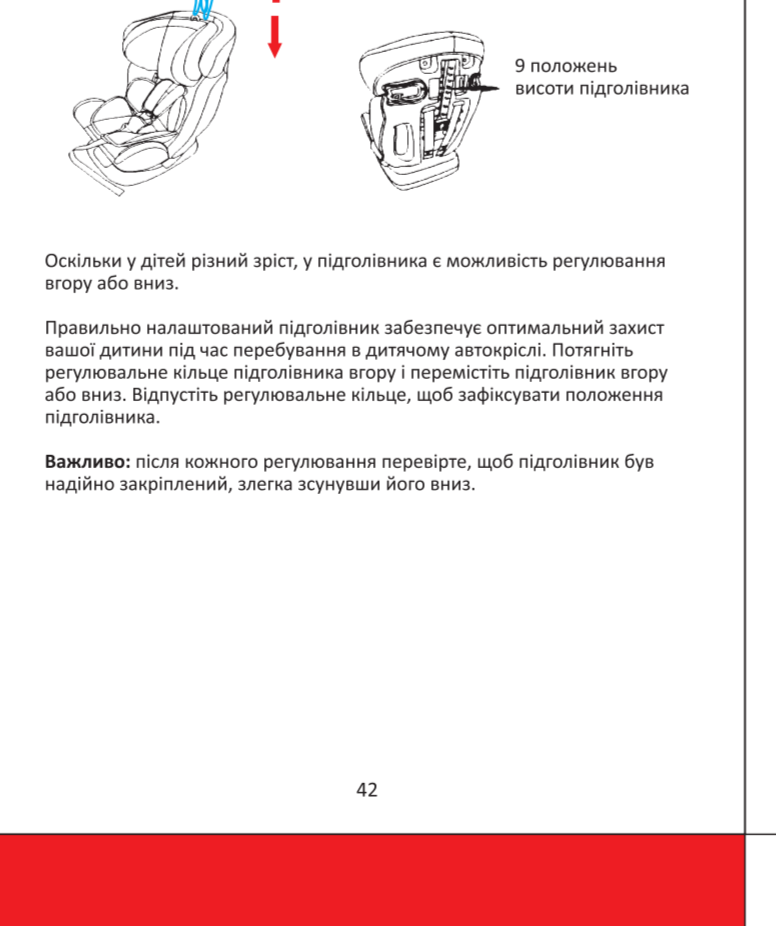 9 положень
висоти підголівника
Оскільки у дітей різний зріст, у підголівника є можливість регулювання
вгору або вниз.
Правильно налаштований підголівник забезпечує оптимальний захист
вашої дитини під час перебування в дитячому автокріслі. Потягніть
регулювальне кільце підголівника вгору і перемістіть підголівник вгору
або вниз. Відпустіть регулювальне кільце, щоб зафіксувати положення
підголівника.
Важливо: після кожного регулювання перевірте, щоб підголівник був
надійно закріплений, злегка зсунувши його вниз.
42